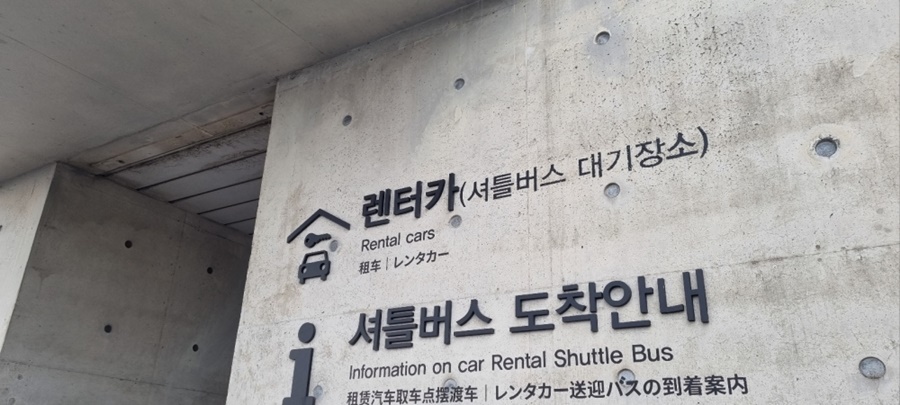 렌터카(셔틀버스 대기장소)
Rental cars
租车 | レンタカー
셔틀버스 도착안내
Information on car Rental Shuttle Bus
租赁汽车取车点摆渡车 | レンタカー送迎バスの到着案内